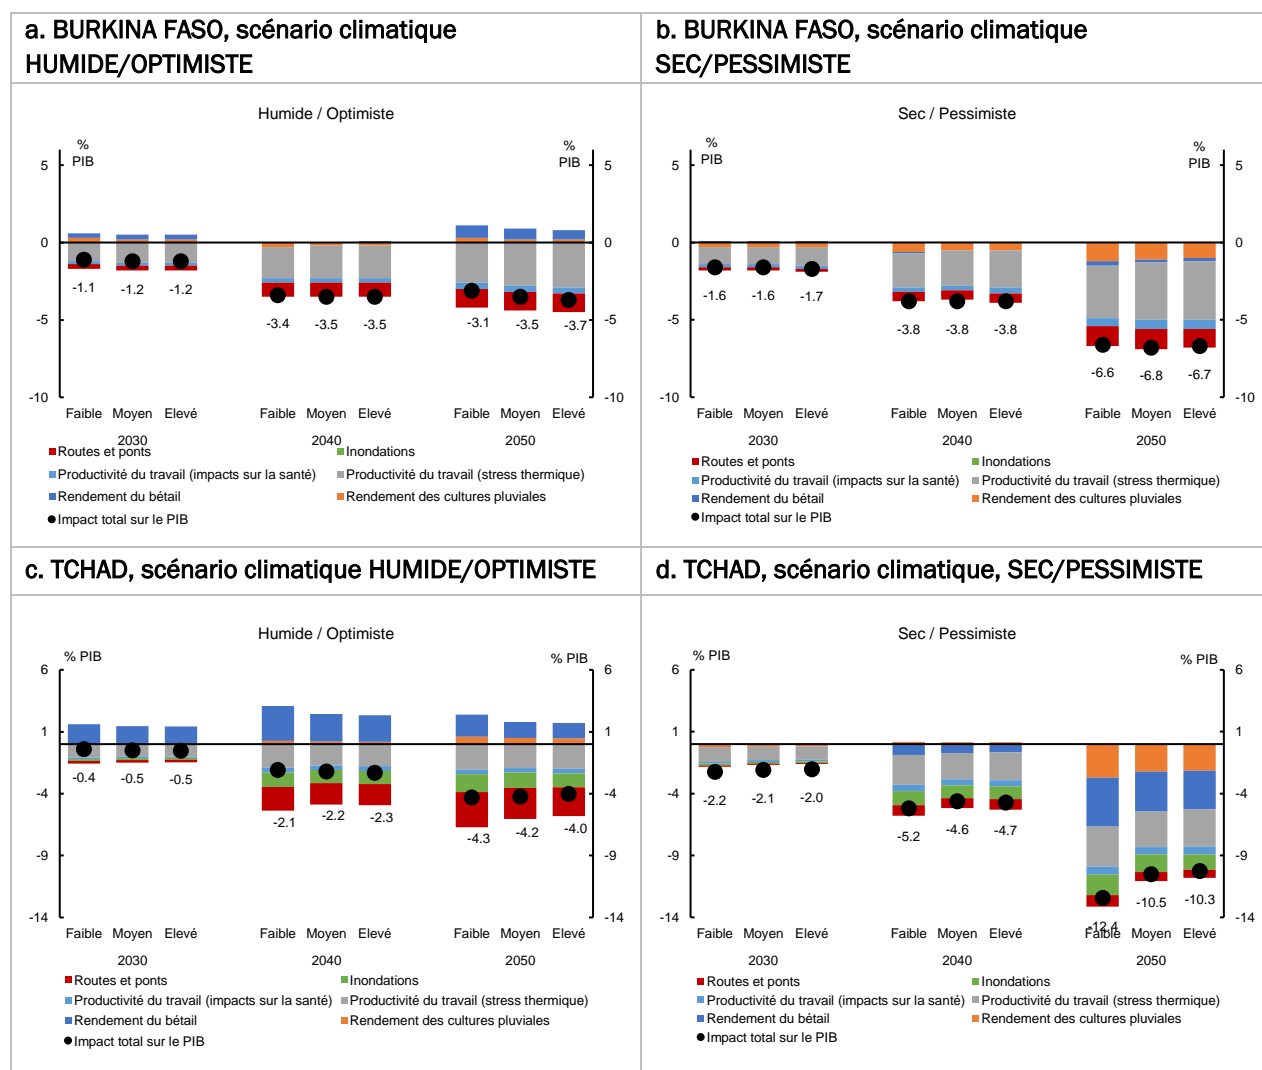 a. BURKINA FASO, scénario climatique
HUMIDE/OPTIMISTE
Humide / Optimiste
%
PIB
%
PIB
5
5
0
0
-5
-5
-10
-10
-1.1
-1.2
-1.2
-3.4
-3.5
-3.5
-3.1
-3.5
-3.7
Faible Moyen Elevé
Faible Moyen Elevé
Faible Moyen Elevé
2030
2040
2050
Routes et ponts
Inondations
Productivité du travail (impacts sur la santé)
Productivité du travail (stress thermique)
Rendement du bétail
Rendement des cultures pluviales
Impact total sur le PIB
b. BURKINA FASO, scénario climatique
SEC/PESSIMISTE
Sec / Pessimiste
%
PIB
%
PIB
5
5
0
0
-5
-5
-10
-10
-1.6
-1.6
-1.7
-3.8
-3.8
-3.8
-6.6
-6.8
-6.7
Faible Moyen Elevé
Faible Moyen Elevé
Faible Moyen Elevé
2030
2040
2050
Routes et ponts
Inondations
Productivité du travail (impacts sur la santé)
Productivité du travail (stress thermique)
Rendement du bétail
Rendement des cultures pluviales
Impact total sur le PIB
c. TCHAD, scénario climatique HUMIDE/OPTIMISTE
Humide / Optimiste
% PIB
% PIB
6
6
1
1
-4
-4
-9
-9
-14
-14
-0.4
-0.5
-0.5
-2.1
-2.2
-2.3
-4.3
-4.2
-4.0
Faible Moyen Elevé
Faible Moyen Elevé
Faible Moyen Elevé
2030
2040
2050
Routes et ponts
Inondations
Productivité du travail (impacts sur la santé)
Productivité du travail (stress thermique)
Rendement du bétail
Rendement des cultures pluviales
Impact total sur le PIB
d. TCHAD, scénario climatique, SEC/PESSIMISTE
Sec / Pessimiste
% PIB
% PIB
6
6
1
1
-4
-4
-9
-9
-14
-14
-2.2
-2.1
-2.0
-5.2
-4.6
-4.7
-12.4
-10.5
-10.3
Faible Moyen Elevé
Faible Moyen Elevé
Faible Moyen Elevé
2030
2040
2050
Routes et ponts
Inondations
Productivité du travail (impacts sur la santé)
Productivité du travail (stress thermique)
Rendement du bétail
Rendement des cultures pluviales
Impact total sur le PIB